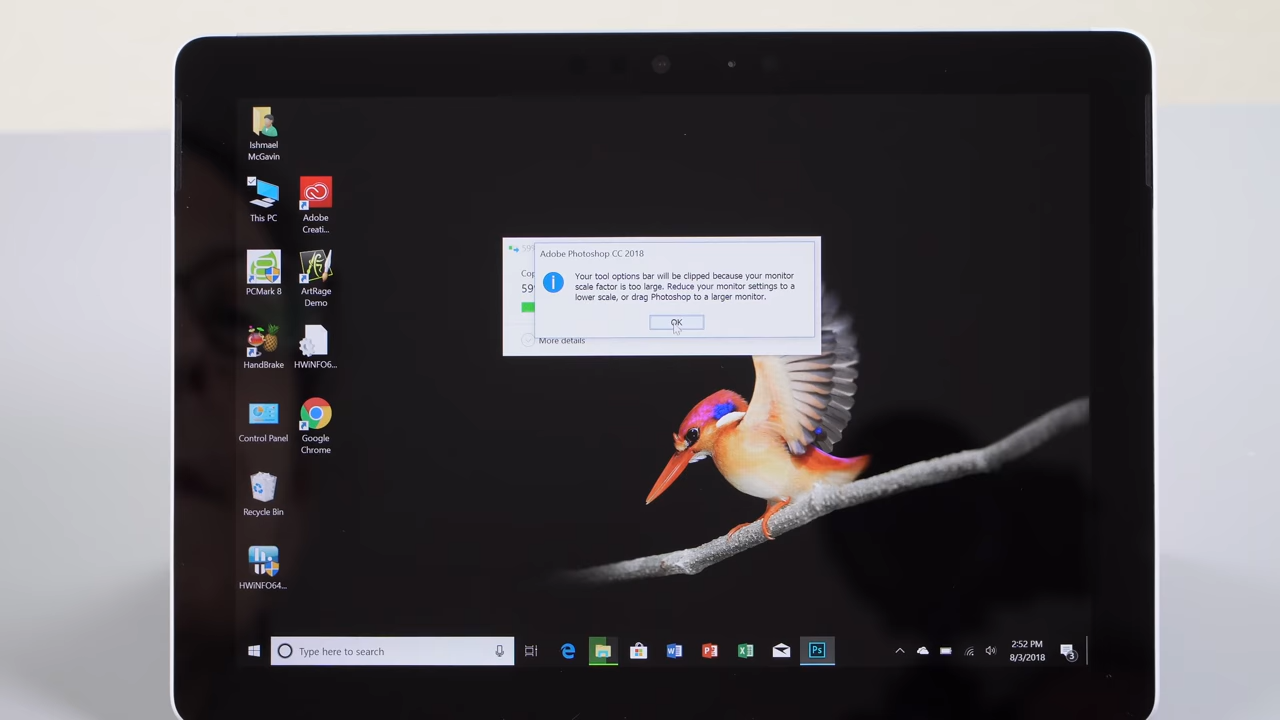 Ishmael
McGavin
This PC
Adobe
Creati...
PCMark 8
ArtRage
Demo
HandBrake
HWiNFO6...
Control Panel
Google
Chrome
Recycle Bin
HWiNFO64...
Adobe Photoshop CC 2018
Your tool options bar will be clipped because your monitor
scale factor is too large. Reduce your monitor settings to a
lower scale, or drag Photoshop to a larger monitor.
OK
More details
Type here to search
Ps
2:52 PM
8/3/2018
3